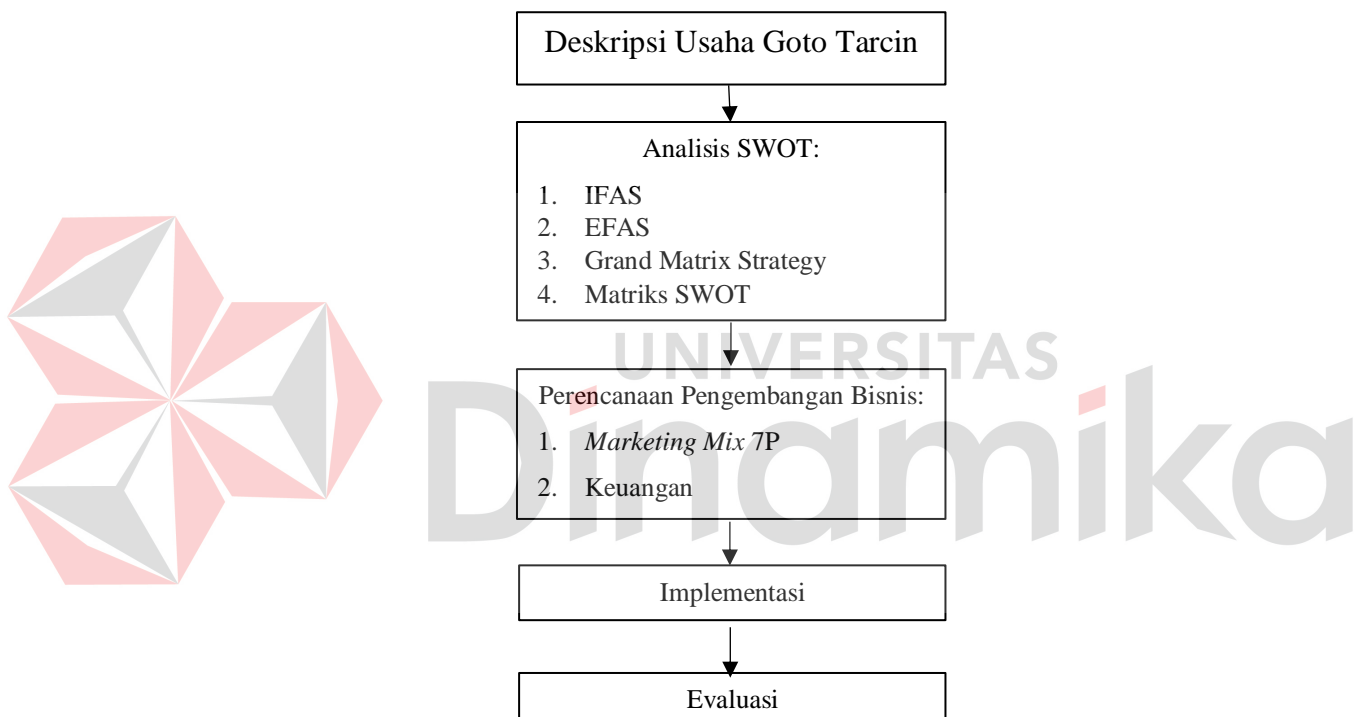 Deskripsi Usaha Goto Tarcin
Analisis SWOT:
1. IFAS
2. EFAS
3. Grand Matrix Strategy
4. Matriks SWOT
UNIVERSITAS
Dinamika
Perencanaan Pengembangan Bisnis:
1. Marketing Mix 7P
2. Keuangan
Implementasi
Evaluasi